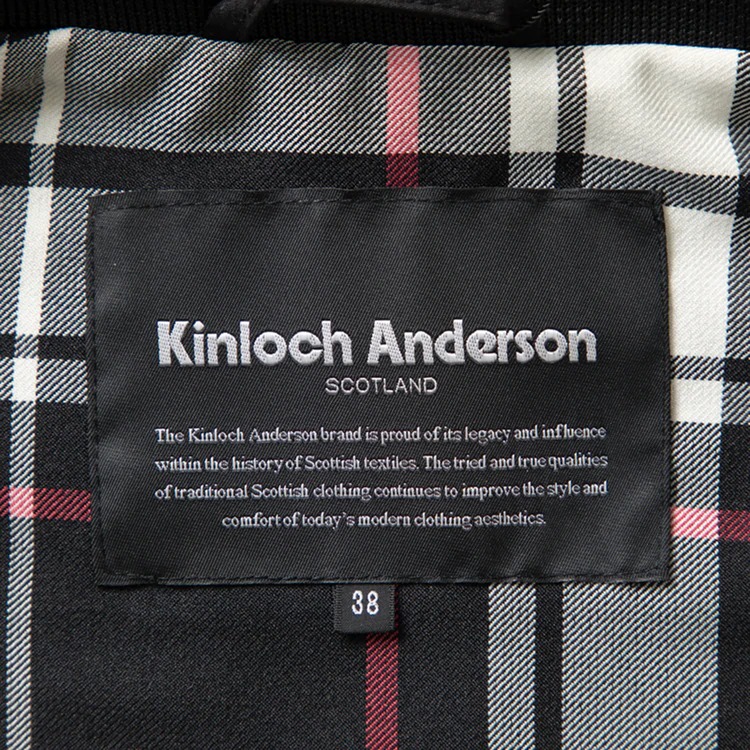 Kinloch Anderson
SCOTLAND
The Kinloch Anderson brand is proud of its legacy and influence
within the history of Scottish textiles. The tried and true qualities
of traditional Scottish clothing continues to improve the style and
comfort of today's modern clothing aesthetics.
38